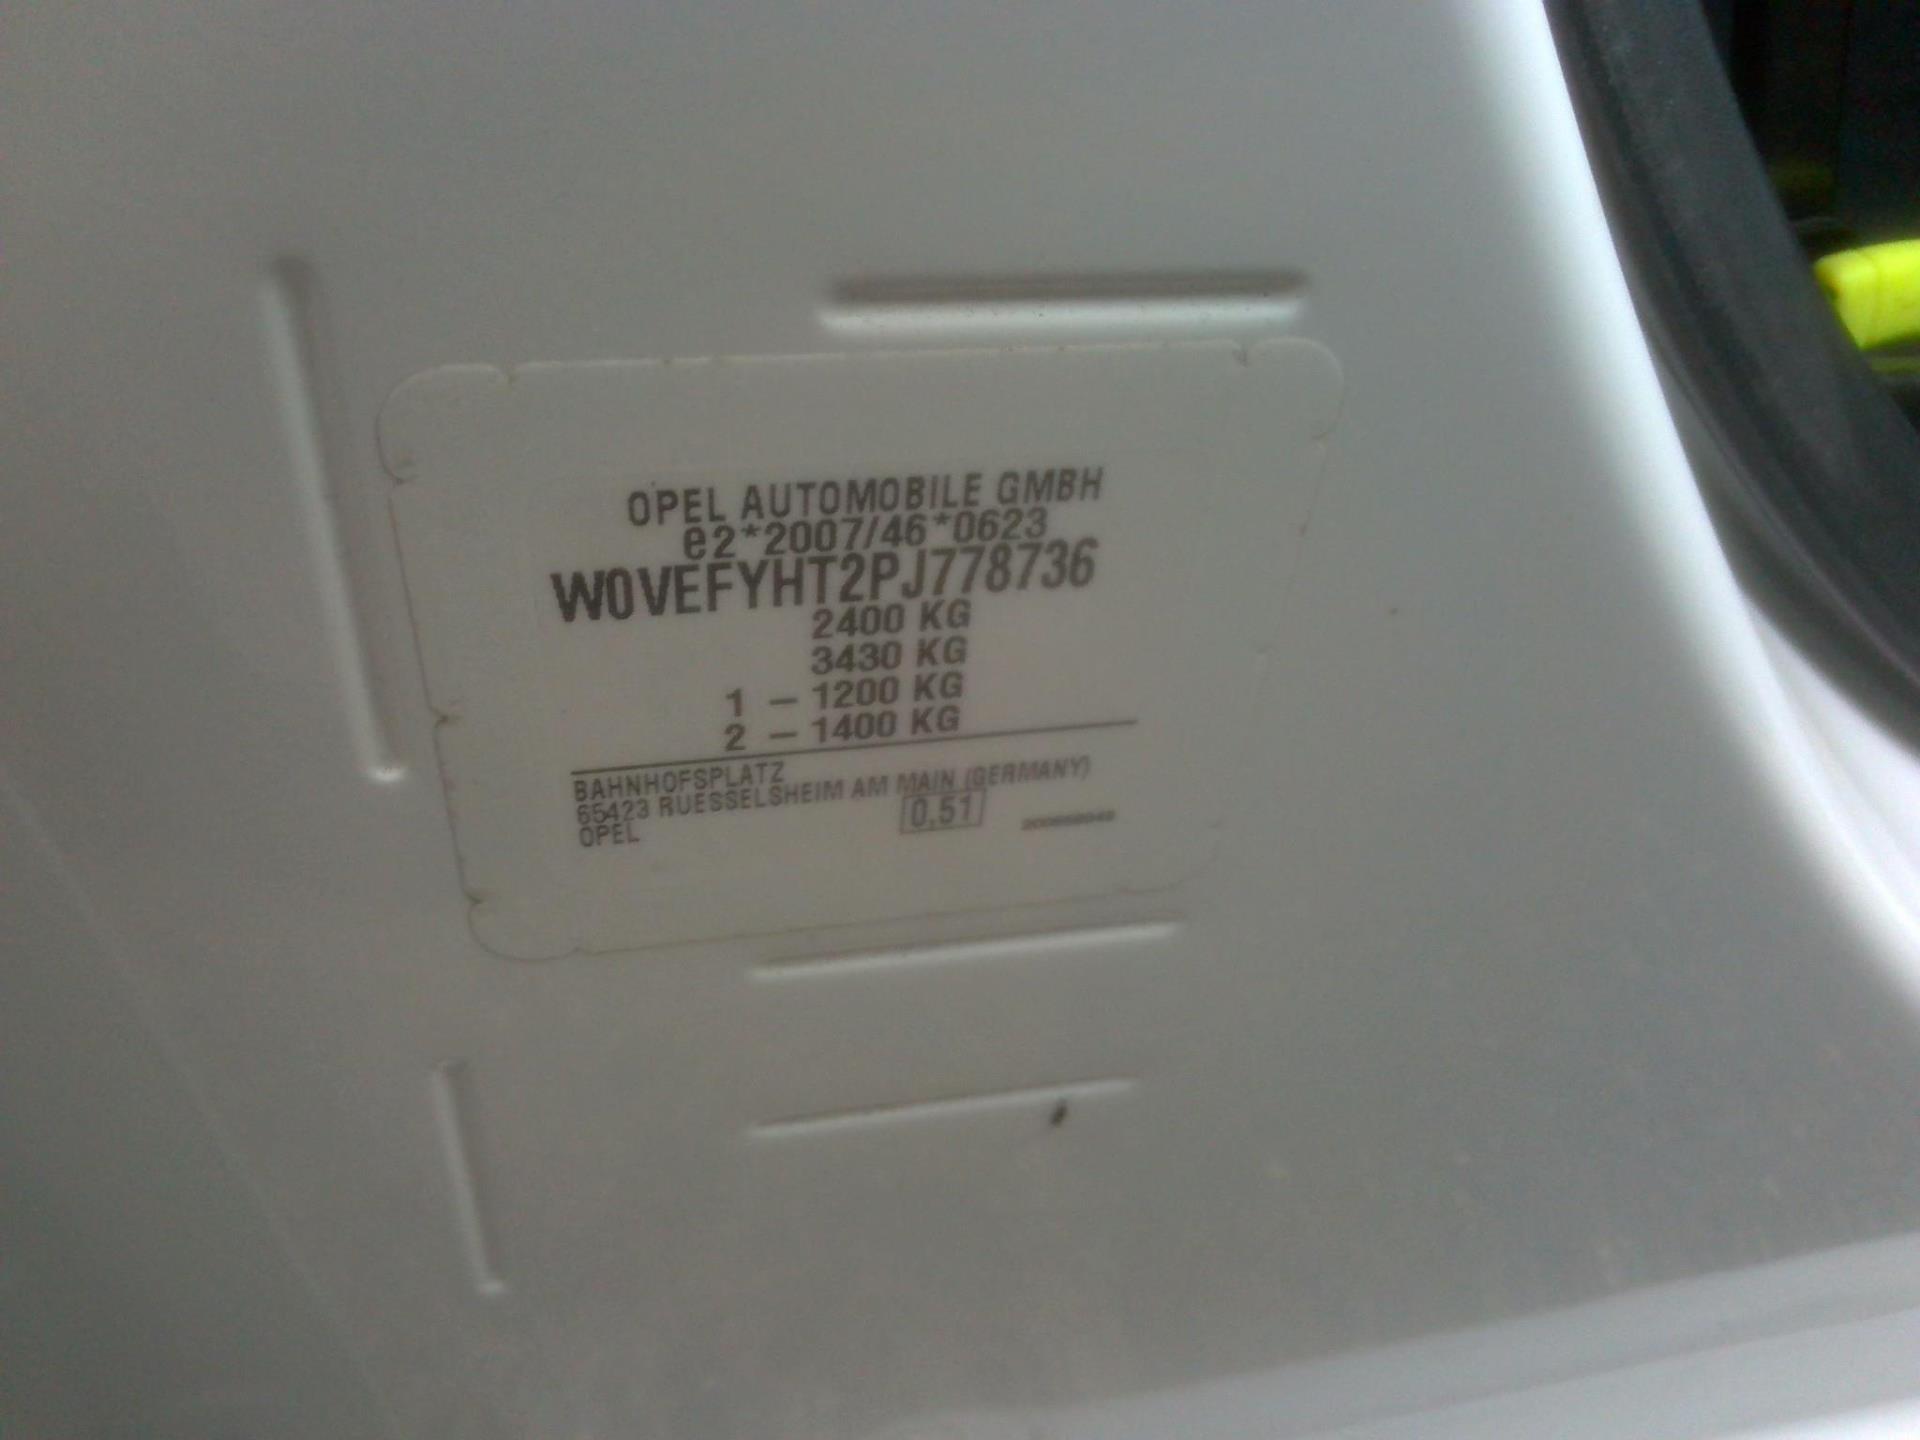 OPEL AUTOMOBILE GMBH
e2*2007/46*0623
W0VEFYHT2PJ778736
2400 KG
3430 KG
1 – 1200 KG
2 – 1400 KG
BAHNHOFSPLATZ
65423 RUESSELSHEIM AM MAIN (GERMANY)
OPEL 0.51